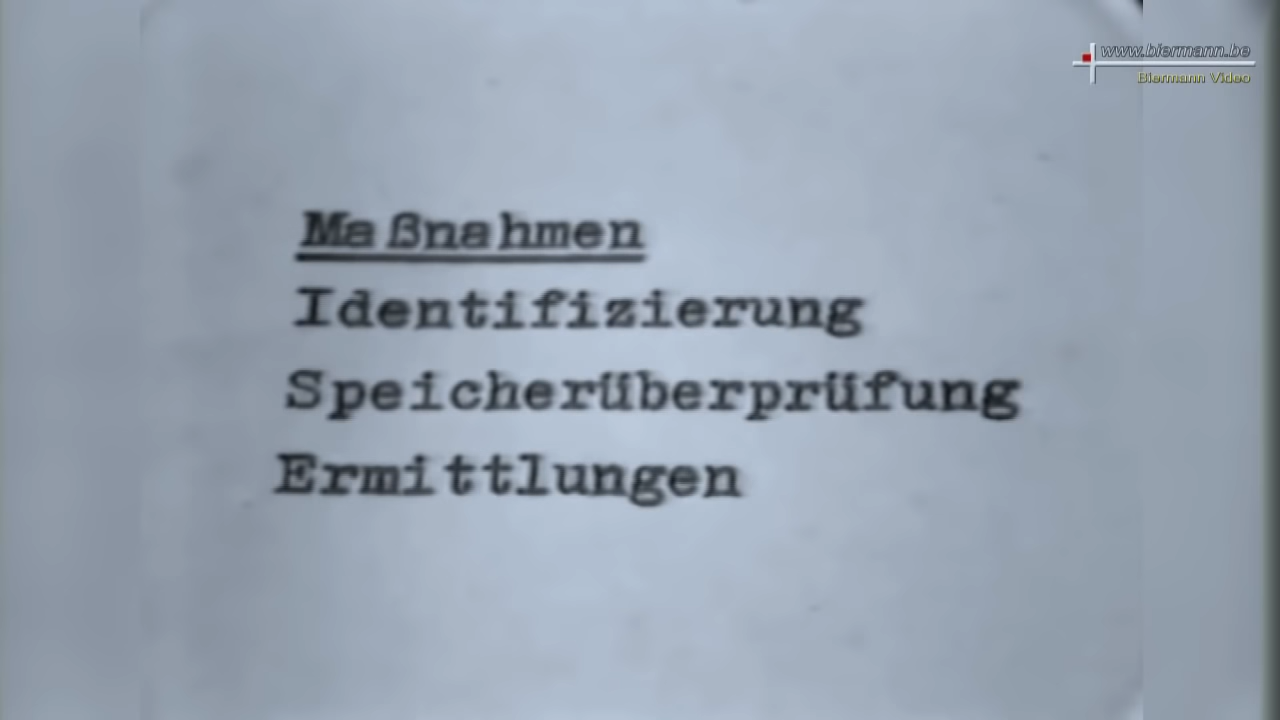 www.biermann.be
Biermann Video
Maßnahmen
Identifizierung
Speicherüberprüfung
Ermittlungen